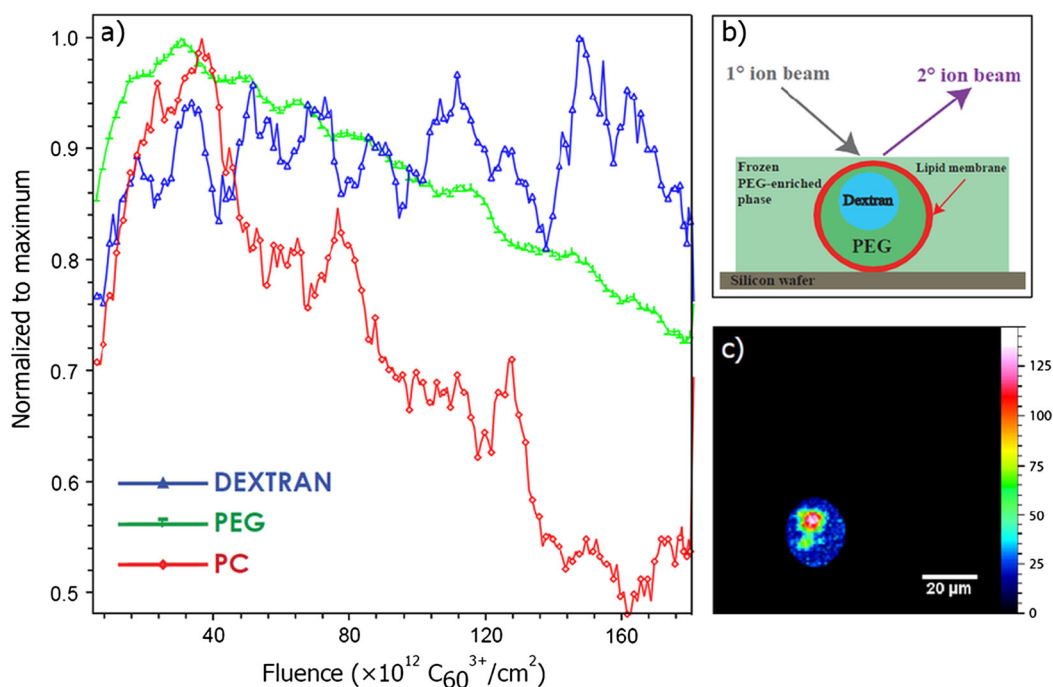 a)
Normalized to maximum
1.0
0.9
0.8
0.7
0.6
0.5
DEXTRAN
PEG
PC
40
80
120
160
Fluence (×10¹² C₆₀³⁺/cm²)
b)
1° ion beam
2° ion beam
Frozen
PEG-enriched
phase
Lipid membrane
Dextran
PEG
Silicon wafer
c)
125
100
75
50
25
0
20 µm